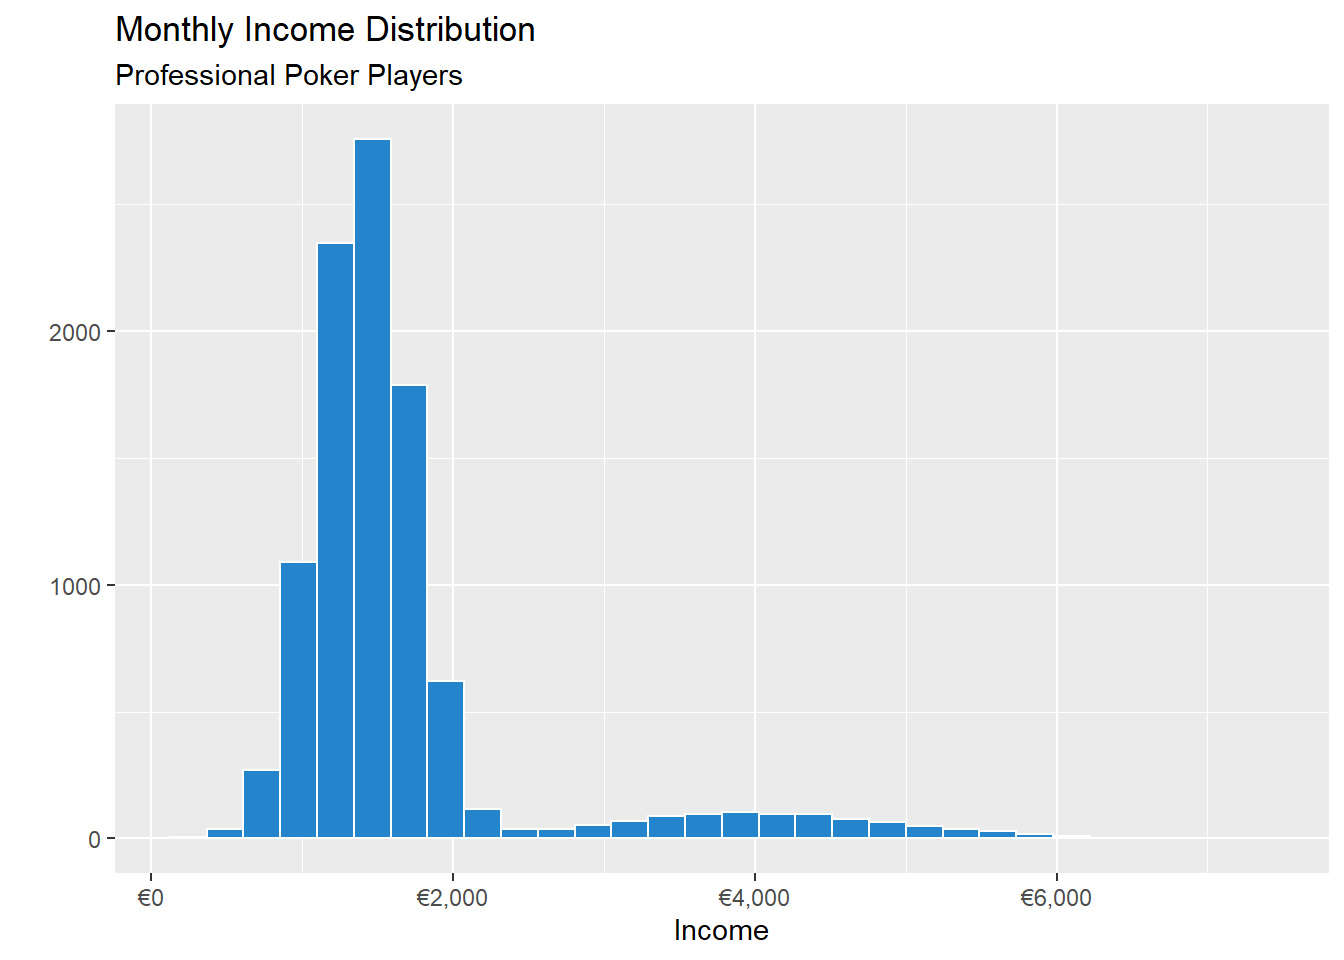 Monthly Income Distribution
Professional Poker Players
2000
1000
0
€0 €2,000 €4,000 €6,000
Income